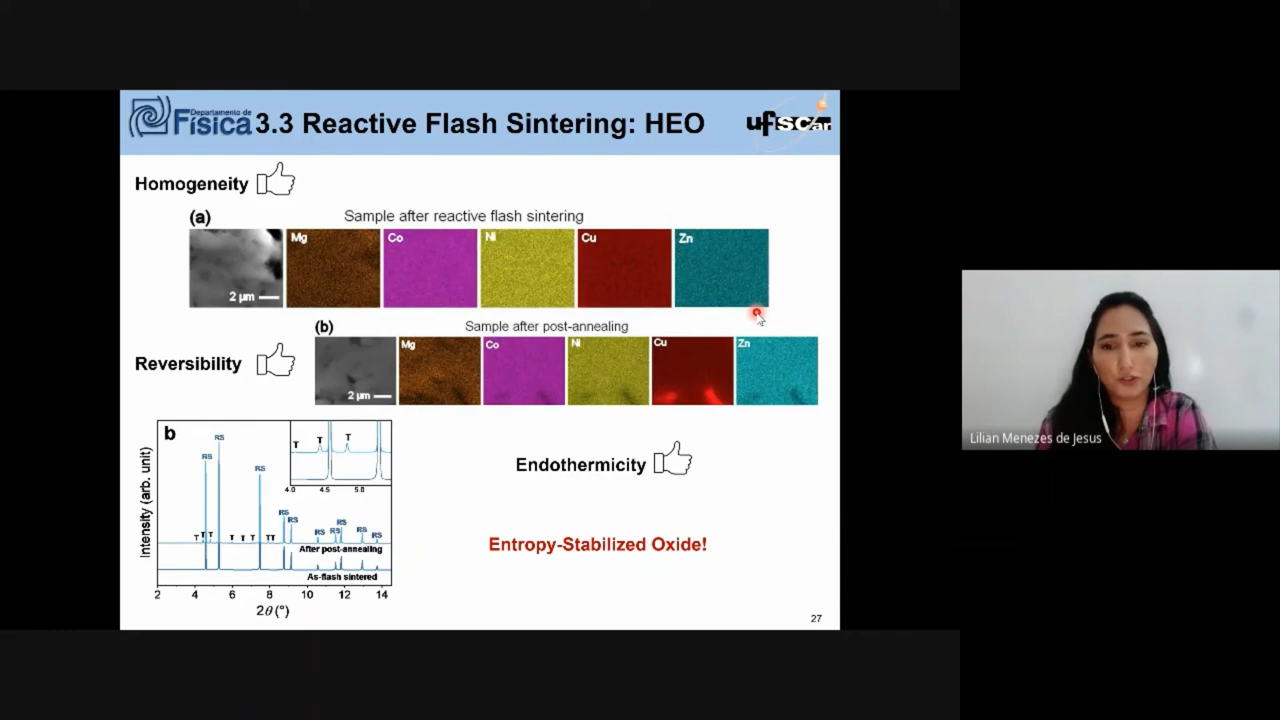 Departamento de
Física
3.3 Reactive Flash Sintering: HEO
ufscar
Homogeneity
(a)
Sample after reactive flash sintering
Mg
Co
Ni
Cu
Zn
2 µm
(b)
Sample after post-annealing
Reversibility
Mg
Co
Ni
Cu
Zn
2 µm
b
Intensity (arb. unit)
RS
RS
RS
RS
RS
RS
RS
RS
RS
RS
T
T
T
T
T
T
T
T
T
T
T
T
4.0 4.5 5.0
After post-annealing
As-flash sintered
2 4 6 8 10 12 14
2θ (°)
Endothermicity
Entropy-Stabilized Oxide!
27
Lilian Menezes de Jesus